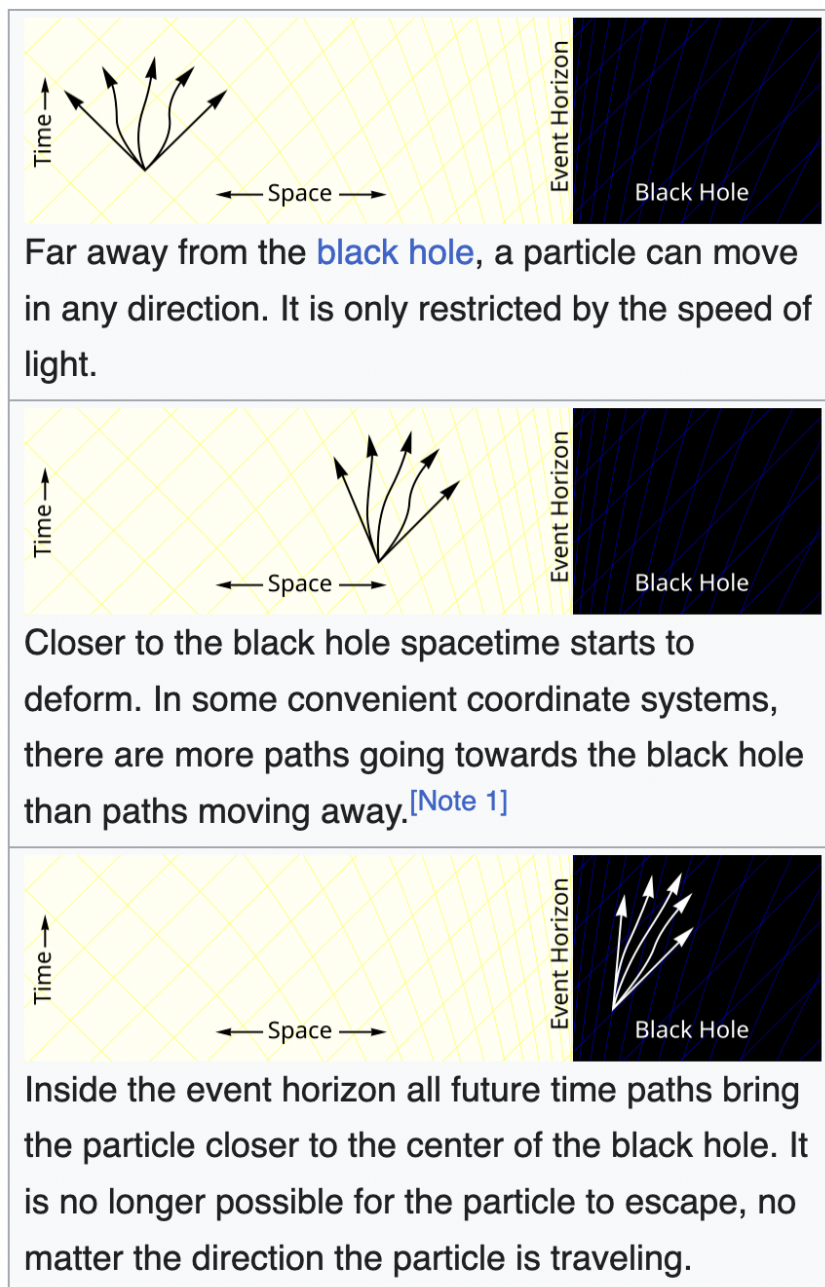 Time
Space
Event Horizon
Black Hole
Far away from the black hole, a particle can move
in any direction. It is only restricted by the speed of
light.
Time
Space
Event Horizon
Black Hole
Closer to the black hole spacetime starts to
deform. In some convenient coordinate systems,
there are more paths going towards the black hole
than paths moving away.[Note 1]
Time
Space
Event Horizon
Black Hole
Inside the event horizon all future time paths bring
the particle closer to the center of the black hole. It
is no longer possible for the particle to escape, no
matter the direction the particle is traveling.